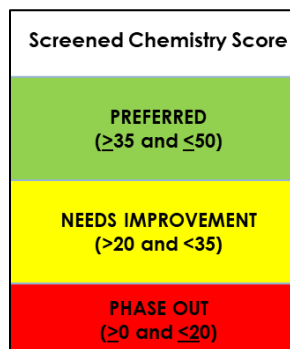 Screened Chemistry Score
PREFERRED
(≥35 and ≤50)
NEEDS IMPROVEMENT
(>20 and <35)
PHASE OUT
(≥0 and ≤20)